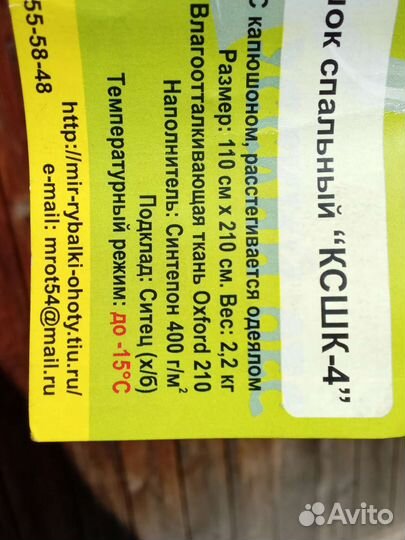 шок спальный “КСШК-4”
С капюшоном, расстегивается одеялом
Размер: 110 см х 210 см. Вес: 2,2 кг
Влагоотталкивающая ткань Oxford 210
Наполнитель: Синтепон 400 г/м²
Подклад: Ситец (х/б)
Температурный режим: до -15°С
55-58-48
http://mir-rybalki-ohoty.tiu.ru/
e-mail: mrot54@mail.ru
Avito